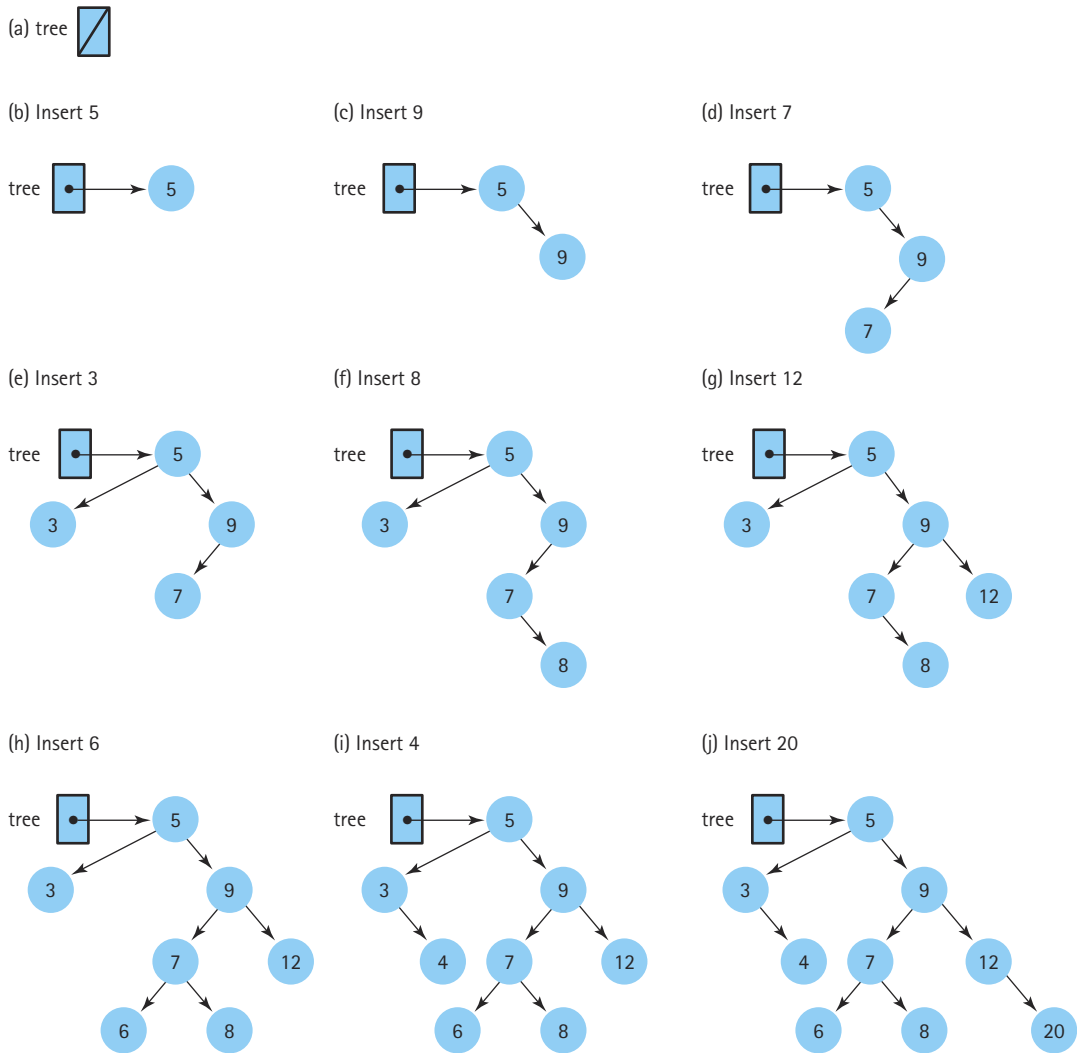 (a) tree
(b) Insert 5
(c) Insert 9
(d) Insert 7
tree 5
9
tree 5
9
tree 5
9
7
(e) Insert 3
(f) Insert 8
(g) Insert 12
tree 5
3 9
7
tree 5
3 9
7
8
tree 5
3 9
7 12
8
(h) Insert 6
(i) Insert 4
(j) Insert 20
tree 5
3 9
7 12
6 8
tree 5
3 9
4 7 12
6 8
tree 5
3 9
4 7 12
6 8 20